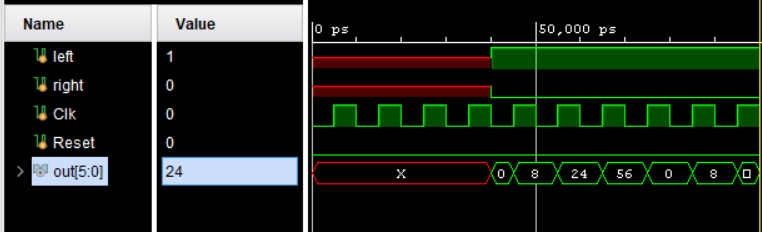 Name Value
0 ps 50,000 ps
left 1
right 0
Clk 0
Reset 0
out[5:0] 24 X 0 8 24 56 0 8